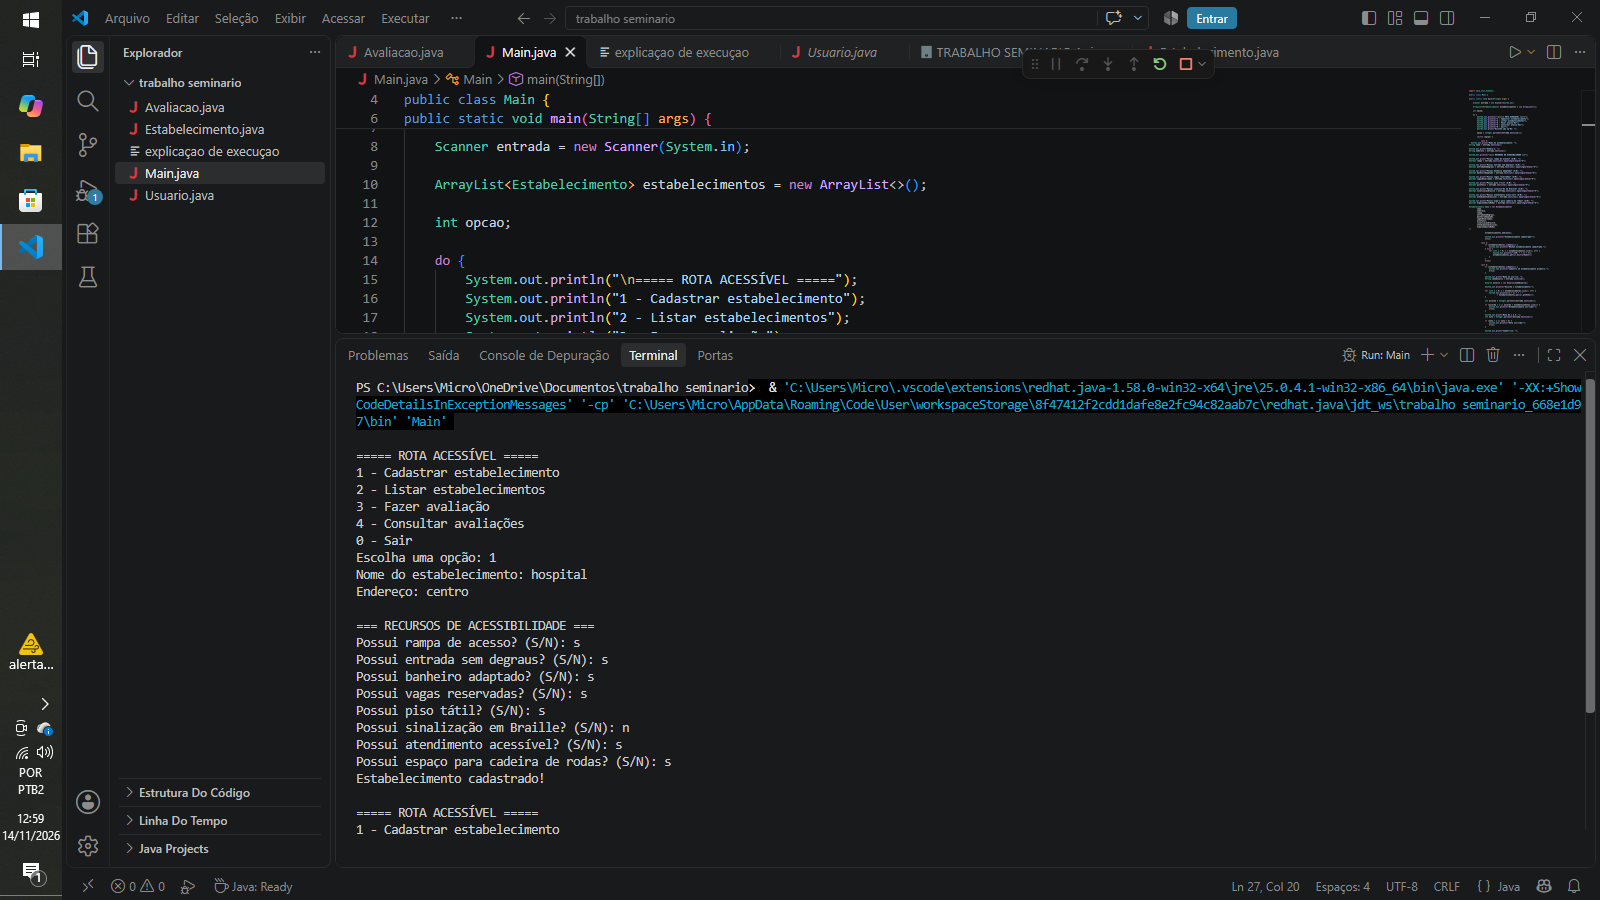 Arquivo Editar Seleção Exibir Acessar Executar ···
trabalho seminario
Entrar
Explorador
trabalho seminario
Avaliacao.java
Estabelecimento.java
explicaçao de execuçao
Main.java
Usuario.java
Estrutura Do Código
Linha Do Tempo
Java Projects
1
Avaliacao.java
Main.java
explicaçao de execuçao
Usuario.java
Main.java > Main > main(String[])
4 public class Main {
6 public static void main(String[] args) {
8 Scanner entrada = new Scanner(System.in);
9
10 ArrayList<Estabelecimento> estabelecimentos = new ArrayList<>();
11
12 int opcao;
13
14 do {
15 System.out.println("\n===== ROTA ACESSÍVEL =====");
16 System.out.println("1 - Cadastrar estabelecimento");
17 System.out.println("2 - Listar estabelecimentos");
Problemas Saída Console de Depuração Terminal Portas
Run: Main
PS C:\Users\Micro\OneDrive\Documentos\trabalho seminario> & 'C:\Users\Micro\.vscode\extensions\redhat.java-1.58.0-win32-x64\jre\25.0.4.1-win32-x86_64\bin\java.exe' '-XX:+Show
CodeDetailsInExceptionMessages' '-cp' 'C:\Users\Micro\AppData\Roaming\Code\User\workspaceStorage\8f47412f2cdd1dafe8e2fc94c82aab7c\redhat.java\jdt_ws\trabalho seminario_668e1d9
7\bin' 'Main'
===== ROTA ACESSÍVEL =====
1 - Cadastrar estabelecimento
2 - Listar estabelecimentos
3 - Fazer avaliação
4 - Consultar avaliações
0 - Sair
Escolha uma opção: 1
Nome do estabelecimento: hospital
Endereço: centro
=== RECURSOS DE ACESSIBILIDADE ===
Possui rampa de acesso? (S/N): s
Possui entrada sem degraus? (S/N): s
Possui banheiro adaptado? (S/N): s
Possui vagas reservadas? (S/N): s
Possui piso tátil? (S/N): s
Possui sinalização em Braille? (S/N): n
Possui atendimento acessível? (S/N): s
Possui espaço para cadeira de rodas? (S/N): s
Estabelecimento cadastrado!
===== ROTA ACESSÍVEL =====
1 - Cadastrar estabelecimento
alerta...
POR
PTB2
12:59
14/11/2026
1
0 0
Java: Ready
Ln 27, Col 20 Espaços: 4 UTF-8 CRLF { } Java